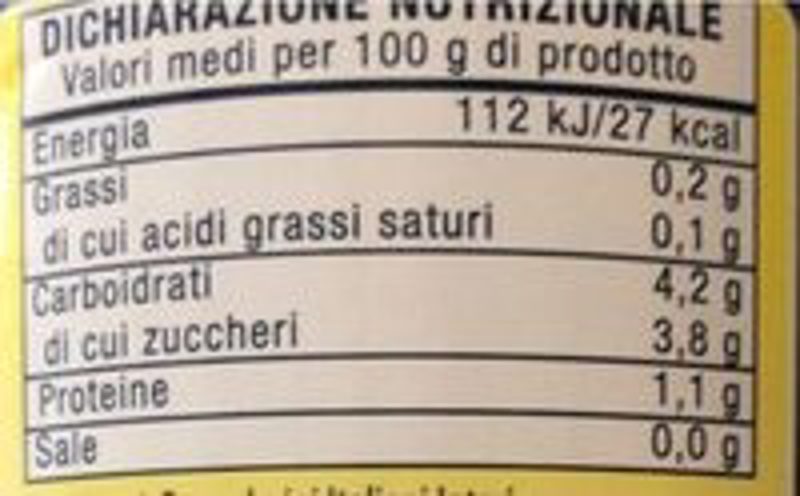 DICHIARAZIONE NUTRIZIONALE
Valori medi per 100 g di prodotto
Energia 112 kJ/27 kcal
Grassi 0,2 g
di cui acidi grassi saturi 0,1 g
Carboidrati 4,2 g
di cui zuccheri 3,8 g
Proteine 1,1 g
Sale 0,0 g